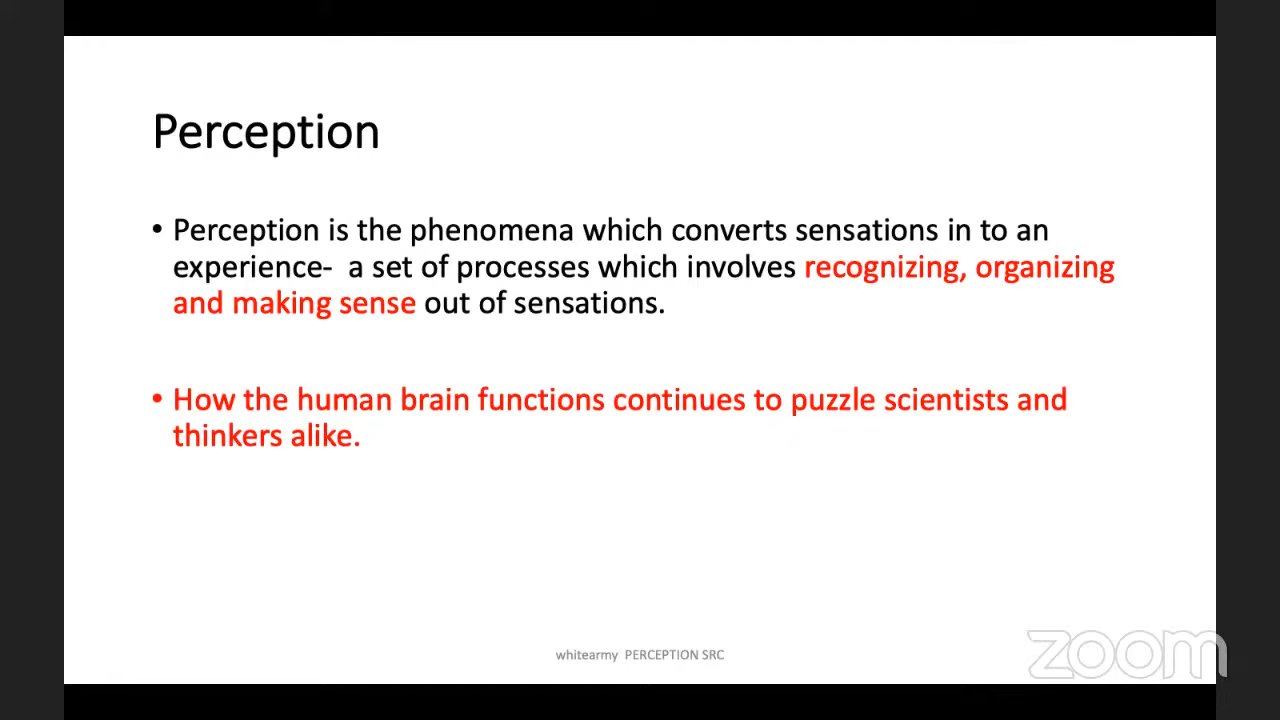 Perception
• Perception is the phenomena which converts sensations in to an
experience-  a set of processes which involves recognizing, organizing
and making sense out of sensations.
• How the human brain functions continues to puzzle scientists and
thinkers alike.
whitearmy  PERCEPTION SRC
zoom